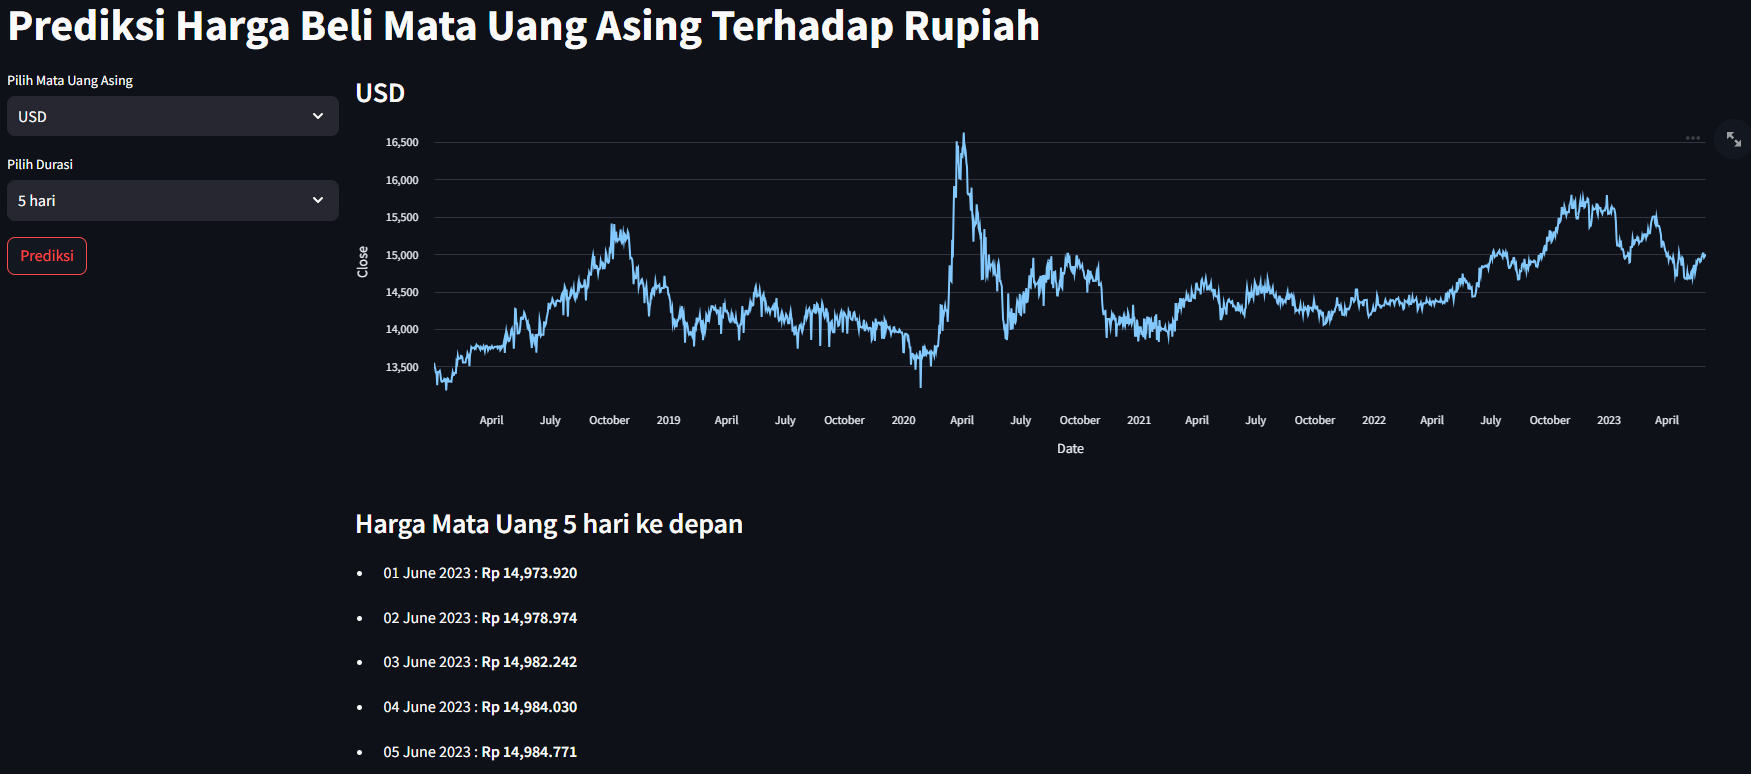 Prediksi Harga Beli Mata Uang Asing Terhadap Rupiah
Pilih Mata Uang Asing
USD
Pilih Durasi
5 hari
Prediksi
USD
16,500
16,000
15,500
15,000
14,500
14,000
13,500
Close
April July October 2019 April July October 2020 April July October 2021 April July October 2022 April July October 2023 April
Date
Harga Mata Uang 5 hari ke depan
• 01 June 2023 : Rp 14,973.920
• 02 June 2023 : Rp 14,978.974
• 03 June 2023 : Rp 14,982.242
• 04 June 2023 : Rp 14,984.030
• 05 June 2023 : Rp 14,984.771